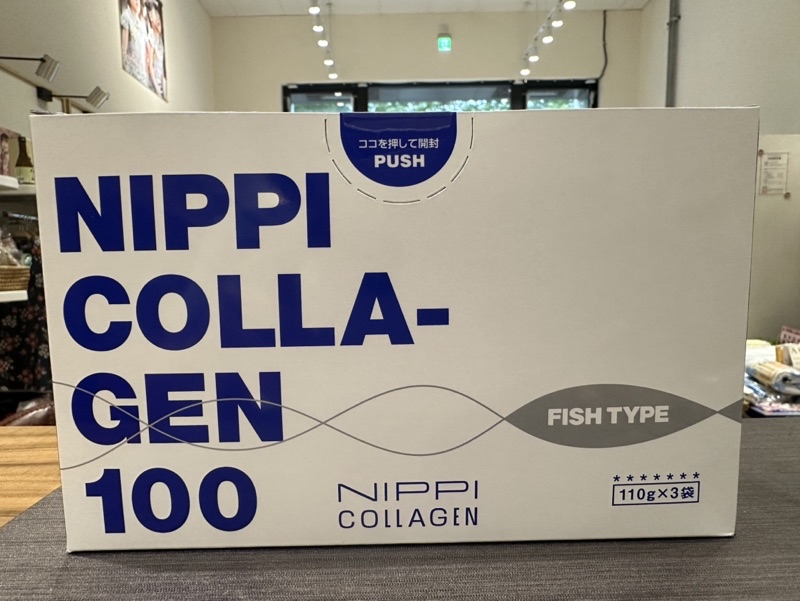 ココを押して開封
PUSH
NIPPI
COLLA-
GEN
100
FISH TYPE
NIPPI
COLLAGEN
*******
110g×3袋